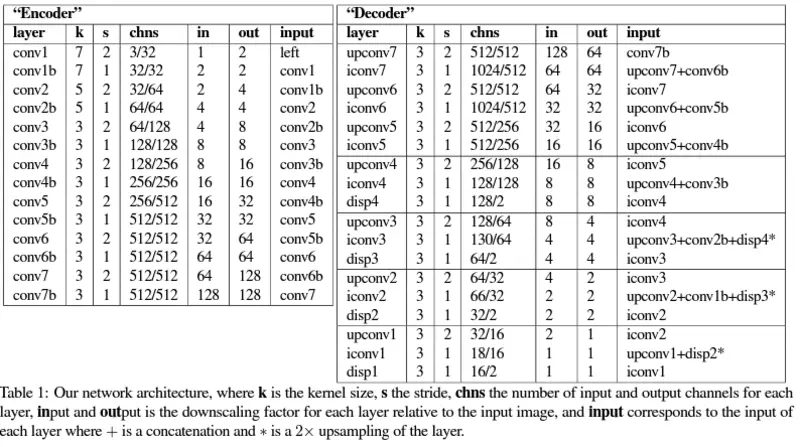 "Encoder"
layer k s chns in out input
conv1 7 2 3/32 1 2 left
conv1b 7 1 32/32 2 2 conv1
conv2 5 2 32/64 2 4 conv1b
conv2b 5 1 64/64 4 4 conv2
conv3 3 2 64/128 4 8 conv2b
conv3b 3 1 128/128 8 8 conv3
conv4 3 2 128/256 8 16 conv3b
conv4b 3 1 256/256 16 16 conv4
conv5 3 2 256/512 16 32 conv4b
conv5b 3 1 512/512 32 32 conv5
conv6 3 2 512/512 32 64 conv5b
conv6b 3 1 512/512 64 64 conv6
conv7 3 2 512/512 64 128 conv6b
conv7b 3 1 512/512 128 128 conv7
"Decoder"
layer k s chns in out input
upconv7 3 2 512/512 128 64 conv7b
iconv7 3 1 1024/512 64 64 upconv7+conv6b
upconv6 3 2 512/512 64 32 iconv7
iconv6 3 1 1024/512 32 32 upconv6+conv5b
upconv5 3 2 512/256 32 16 iconv6
iconv5 3 1 512/256 16 16 upconv5+conv4b
upconv4 3 2 256/128 16 8 iconv5
iconv4 3 1 128/128 8 8 upconv4+conv3b
disp4 3 1 128/2 8 8 iconv4
upconv3 3 2 128/64 8 4 iconv4
iconv3 3 1 130/64 4 4 upconv3+conv2b+disp4*
disp3 3 1 64/2 4 4 iconv3
upconv2 3 2 64/32 4 2 iconv3
iconv2 3 1 66/32 2 2 upconv2+conv1b+disp3*
disp2 3 1 32/2 2 2 iconv2
upconv1 3 2 32/16 2 1 iconv2
iconv1 3 1 18/16 1 1 upconv1+disp2*
disp1 3 1 16/2 1 1 iconv1
Table 1: Our network architecture, where k is the kernel size, s the stride, chns the number of input and output channels for each
layer, input and output is the downscaling factor for each layer relative to the input image, and input corresponds to the input of
each layer where + is a concatenation and ∗ is a 2× upsampling of the layer.